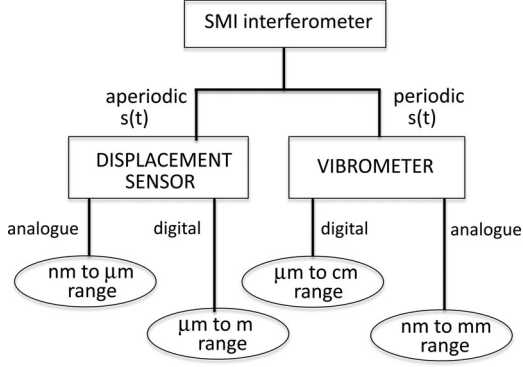 SMI interferometer
aperiodic
s(t)
periodic
s(t)
DISPLACEMENT
SENSOR
VIBROMETER
analogue
digital
digital
analogue
nm to μm
range
μm to cm
range
μm to m
range
nm to mm
range